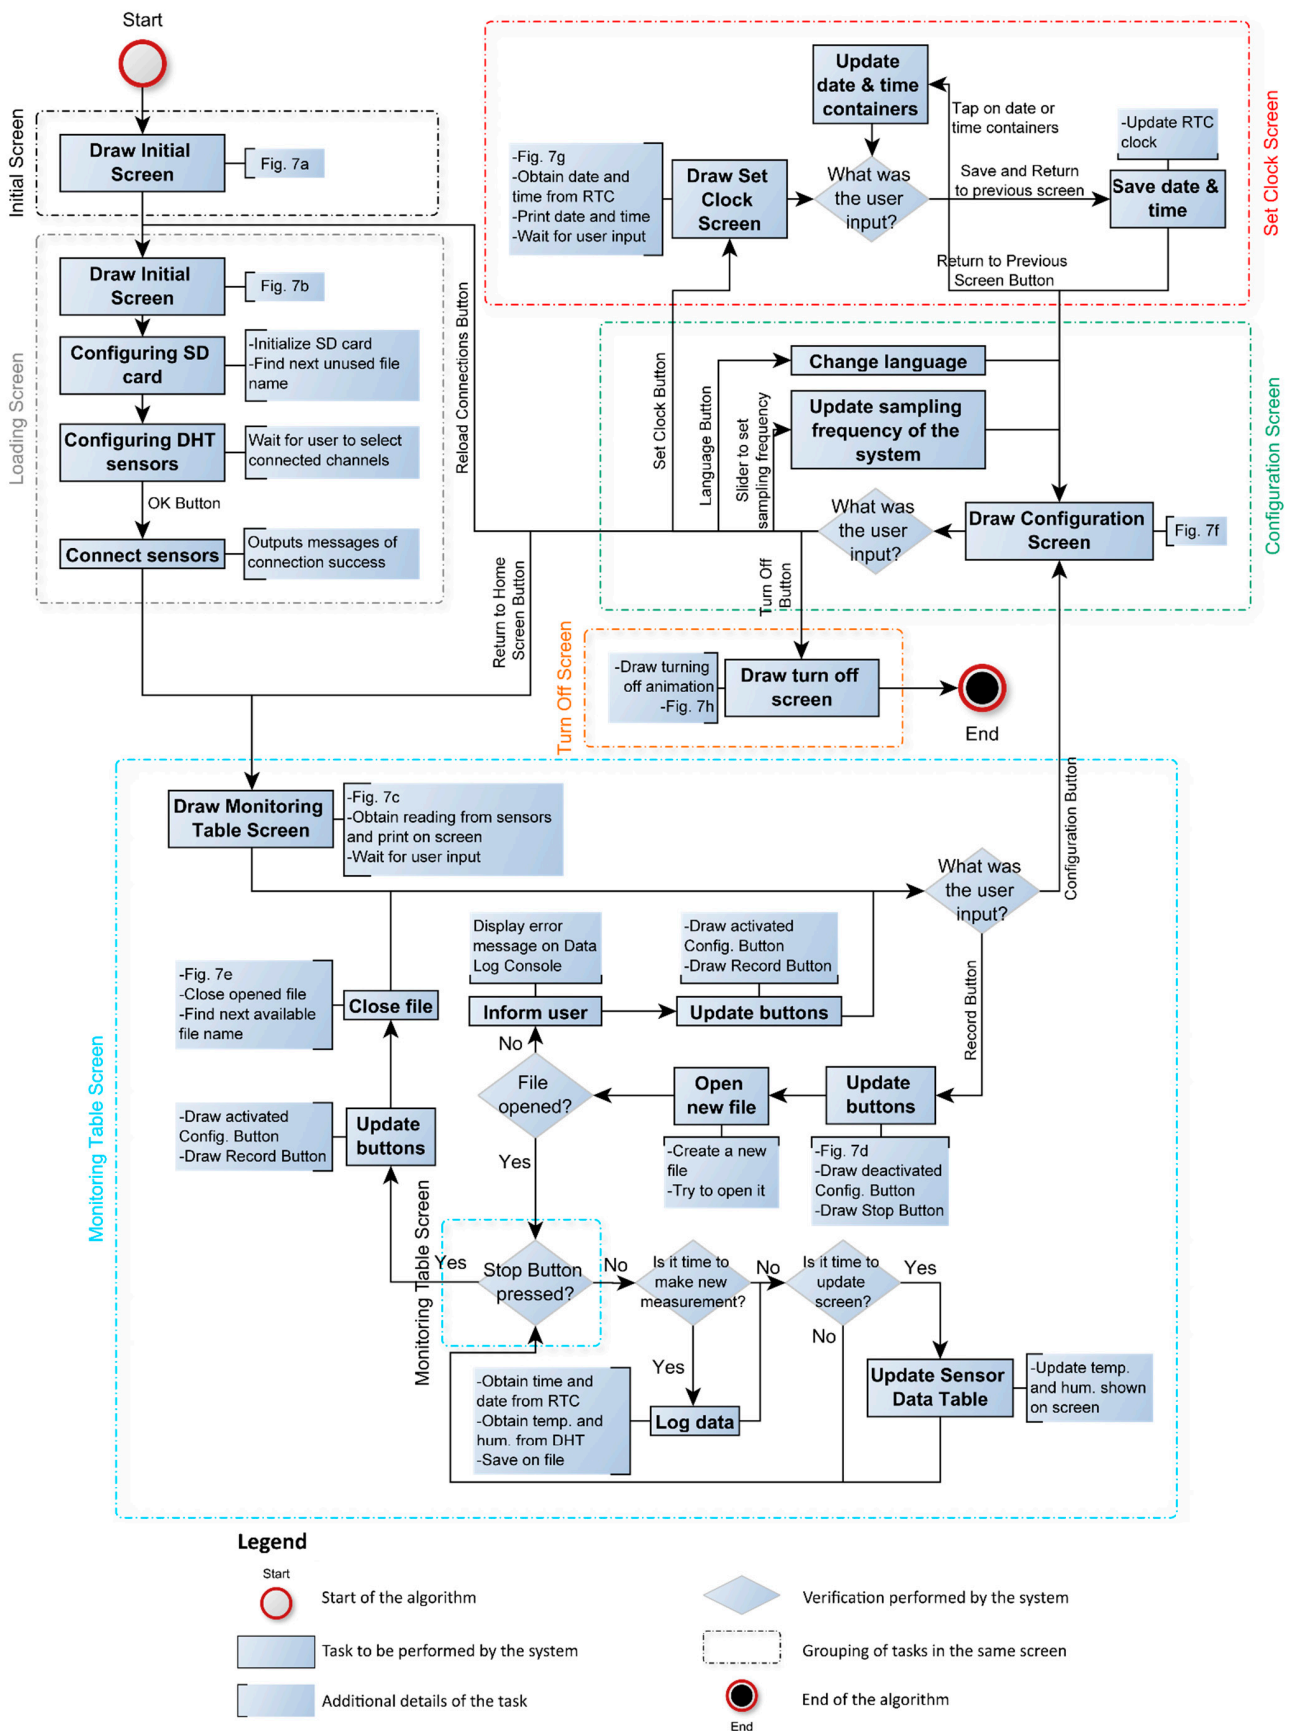 Start
Initial Screen
Draw Initial
Screen
Fig. 7a
Loading Screen
Draw Initial
Screen
Fig. 7b
Configuring SD
card
-Initialize SD card
-Find next unused file
name
Configuring DHT
sensors
Wait for user to select
connected channels
OK Button
Connect sensors
Outputs messages of
connection success
Reload Connections Button
Return to Home
Screen Button
Set Clock Screen
Update
date & time
containers
Tap on date or
time containers
-Update RTC
clock
-Fig. 7g
-Obtain date and
time from RTC
-Print date and time
-Wait for user input
Draw Set
Clock
Screen
What was
the user
input?
Save and Return
to previous screen
Save date &
time
Return to Previous
Screen Button
Configuration Screen
Set Clock Button
Language Button
Slider to set
sampling frequency
Change language
Update sampling
frequency of the
system
What was
the user
input?
Draw Configuration
Screen
Fig. 7f
Turn Off
Button
Turn Off Screen
-Draw turning
off animation
-Fig. 7h
Draw turn off
screen
End
Configuration Button
Monitoring Table Screen
Draw Monitoring
Table Screen
-Fig. 7c
-Obtain reading from sensors
and print on screen
-Wait for user input
What was
the user
input?
Record Button
Display error
message on Data
Log Console
-Draw activated
Config. Button
-Draw Record Button
-Fig. 7e
-Close opened file
-Find next available
file name
Close file
Inform user
Update buttons
No
File
opened?
Open
new file
Update
buttons
-Draw activated
Config. Button
-Draw Record Button
Update
buttons
Yes
-Create a new
file
-Try to open it
-Fig. 7d
-Draw deactivated
Config. Button
-Draw Stop Button
Monitoring Table Screen
Yes
Stop Button
pressed?
No
Is it time to
make new
measurement?
No
Is it time to
update
screen?
Yes
No
Yes
-Obtain time and
date from RTC
-Obtain temp. and
hum. from DHT
-Save on file
Log data
Update Sensor
Data Table
-Update temp.
and hum. shown
on screen
Legend
Start
Start of the algorithm
Verification performed by the system
Task to be performed by the system
Grouping of tasks in the same screen
Additional details of the task
End of the algorithm
End